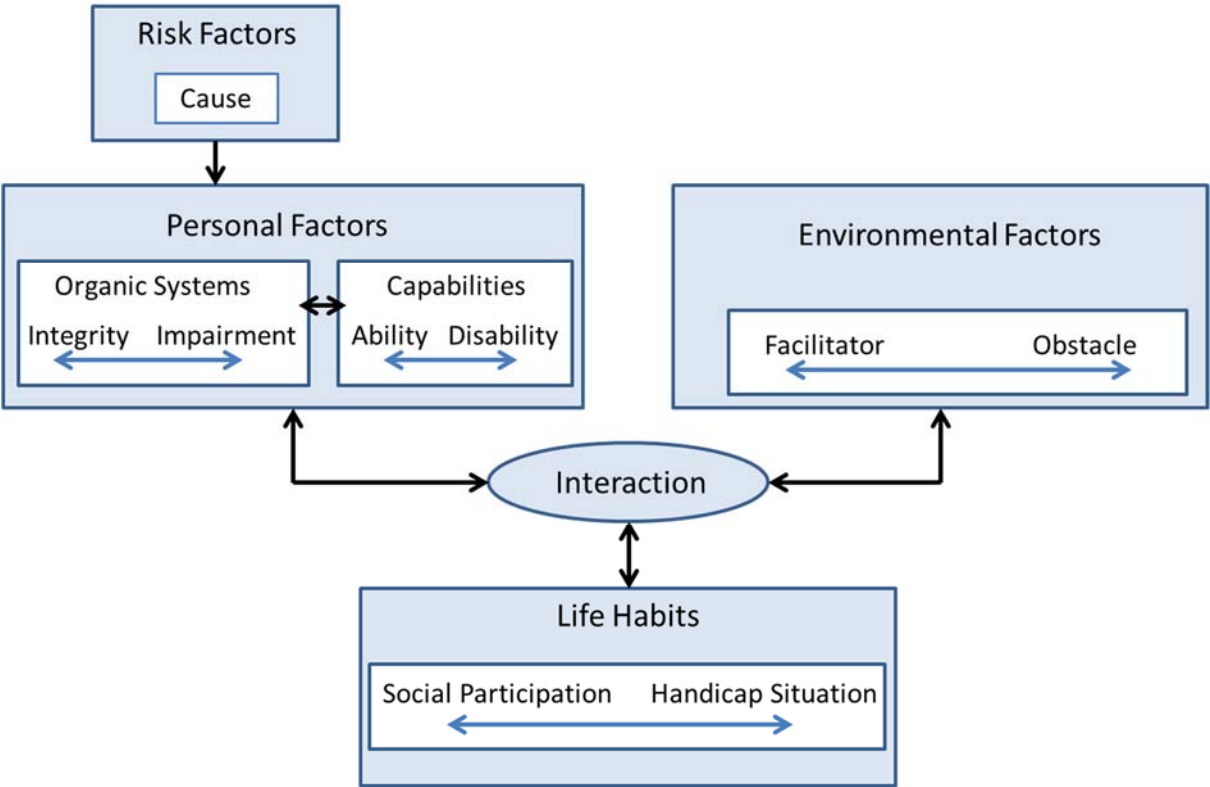 Risk Factors
Cause
Personal Factors
Organic Systems
Integrity Impairment
Capabilities
Ability Disability
Environmental Factors
Facilitator Obstacle
Interaction
Life Habits
Social Participation Handicap Situation